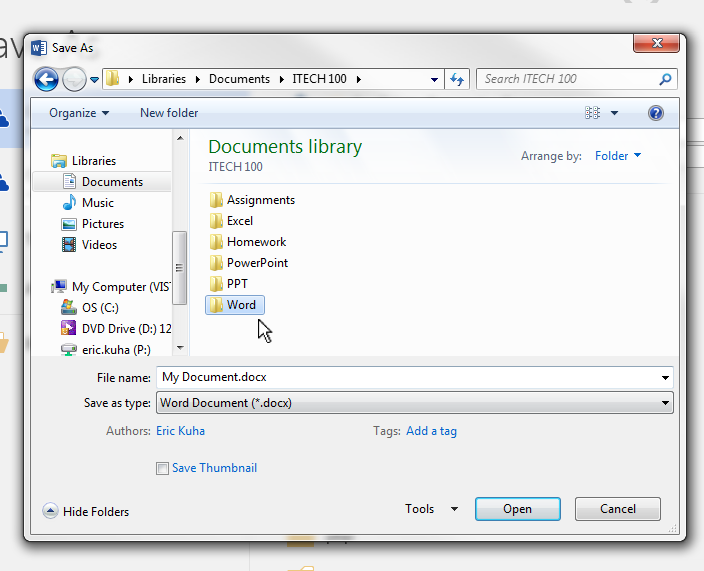 Save As
Libraries ▸ Documents ▸ ITECH 100 ▸
Search ITECH 100
Organize
New folder
Documents library
ITECH 100
Arrange by: Folder
Libraries
Documents
Music
Pictures
Videos
My Computer (VIS
OS (C:)
DVD Drive (D:) 12
eric.kuha (P:)
Assignments
Excel
Homework
PowerPoint
PPT
Word
File name: My Document.docx
Save as type: Word Document (*.docx)
Authors: Eric Kuha
Tags: Add a tag
Save Thumbnail
Hide Folders
Tools
Open
Cancel